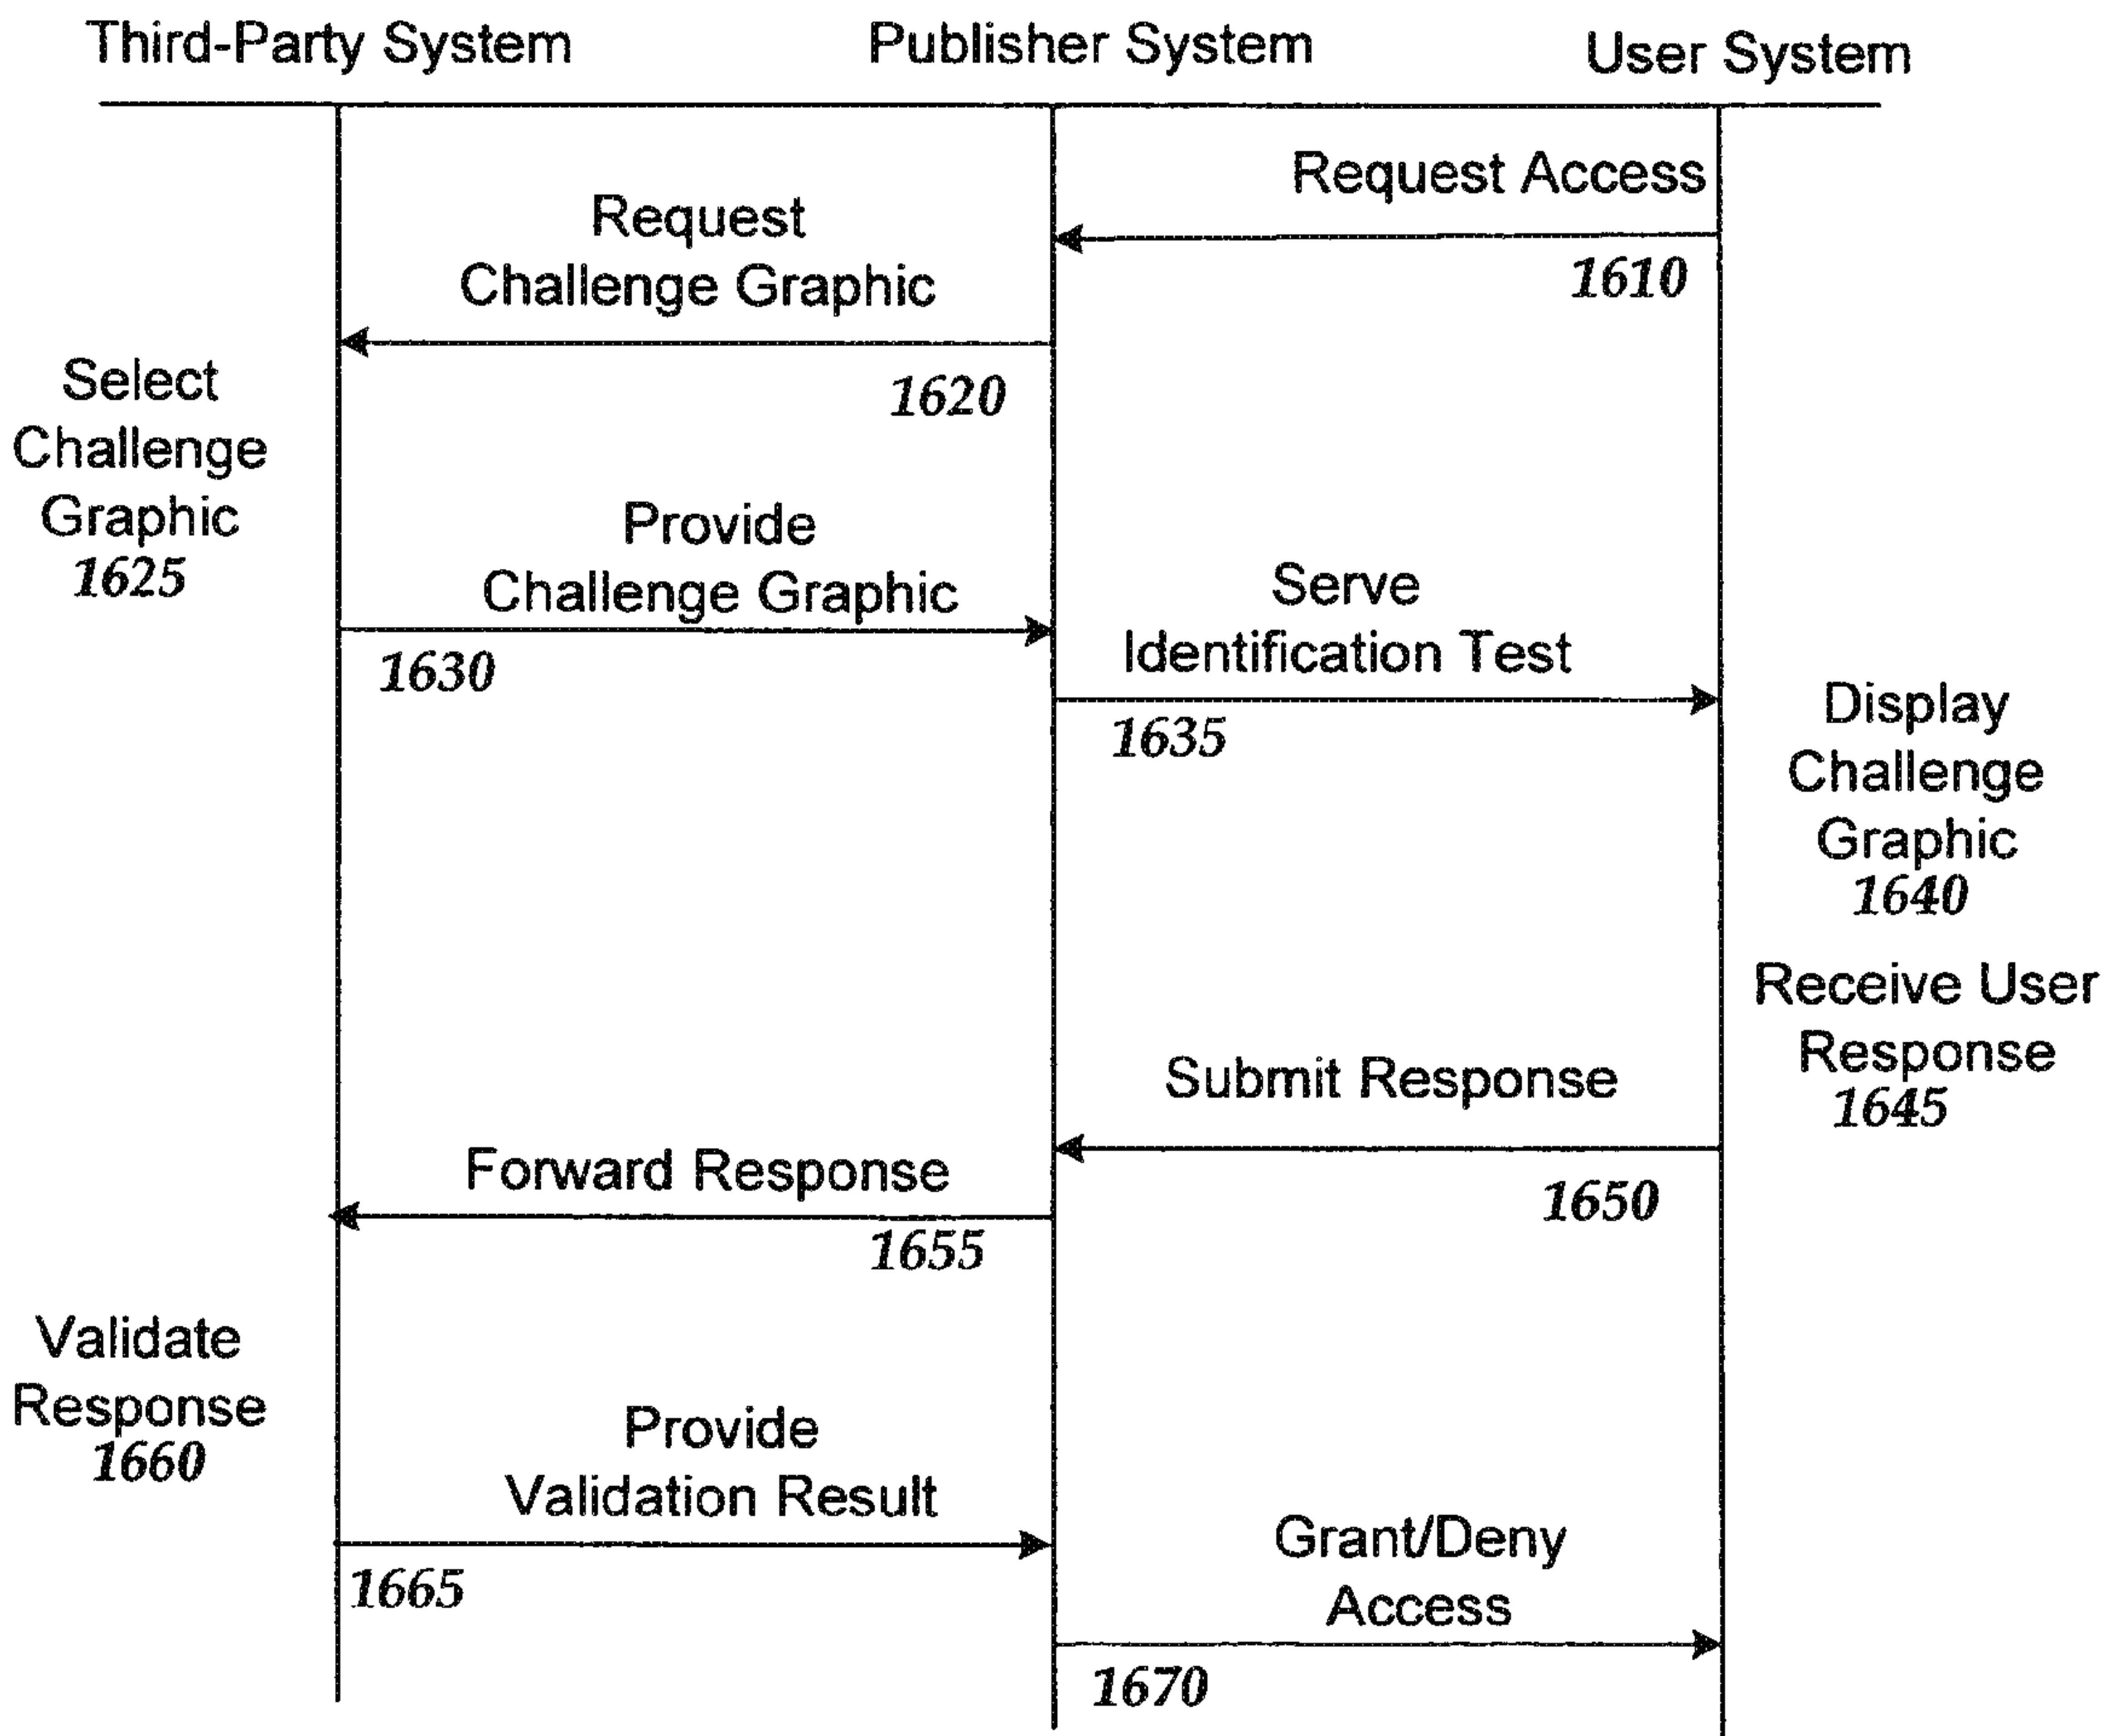 Third-Party System
Publisher System
User System
Request Access
1610
Request
Challenge Graphic
1620
Select
Challenge
Graphic
1625
Provide
Challenge Graphic
1630
Serve
Identification Test
1635
Display
Challenge
Graphic
1640
Receive User
Response
1645
Submit Response
1650
Forward Response
1655
Validate
Response
1660
Provide
Validation Result
1665
Grant/Deny
Access
1670